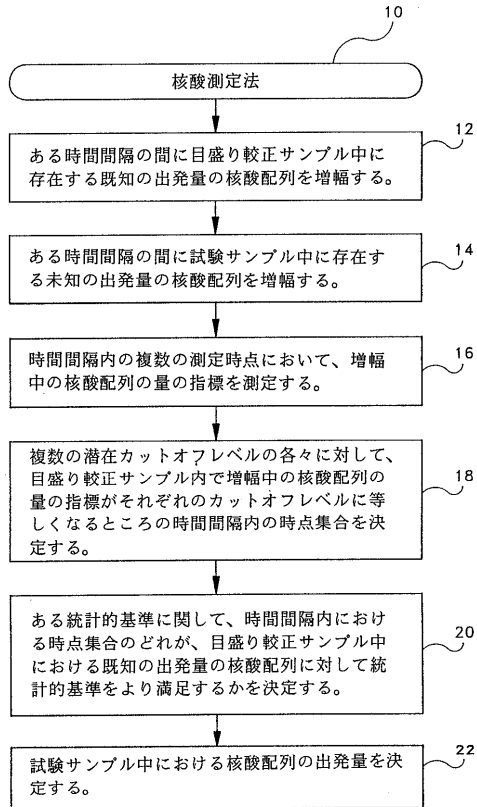 10
核酸測定法
12
ある時間間隔の間に目盛り較正サンプル中に
存在する既知の出発量の核酸配列を増幅する。
14
ある時間間隔の間に試験サンプル中に存在す
る未知の出発量の核酸配列を増幅する。
16
時間間隔内の複数の測定時点において、増幅
中の核酸配列の量の指標を測定する。
18
複数の潜在カットオフレベルの各々に対して、
目盛り較正サンプル内で増幅中の核酸配列の
量の指標がそれぞれのカットオフレベルに等
しくなるところの時間間隔内の時点集合を決
定する。
20
ある統計的基準に関して、時間間隔内におけ
る時点集合のどれが、目盛り較正サンプル中
における既知の出発量の核酸配列に対して統
計的基準をより満足するかを決定する。
22
試験サンプル中における核酸配列の出発量を決
定する。